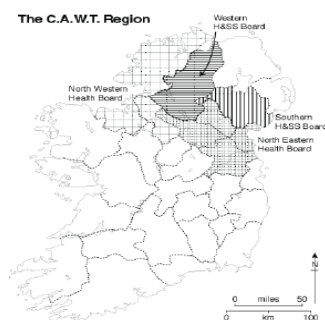 The C.A.W.T. Region
Western
H&SS Board
North Western
Health Board
Southern
H&SS Board
North Eastern
Health Board
N
0 miles 50
0 km 100